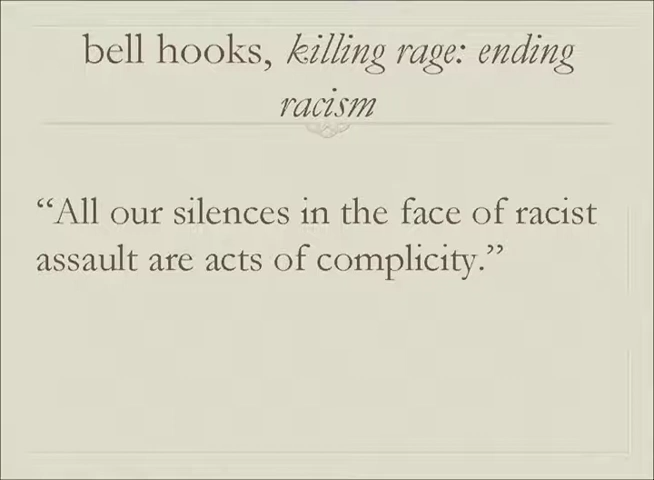 bell hooks, killing rage: ending
racism
“All our silences in the face of racist
assault are acts of complicity.”